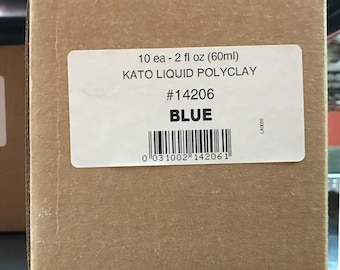 10 ea - 2 fl oz (60ml)
KATO LIQUID POLYCLAY
#14206
BLUE
0 031002 142061